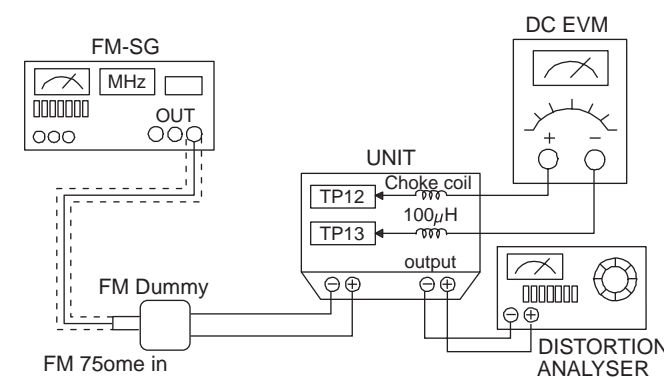 FM-SG
MHz
OUT
DC EVM
+ −
UNIT
Choke coil
TP12
100μH
TP13
output
− + − +
FM Dummy
FM 75ome in
− +
DISTORTION
ANALYSER